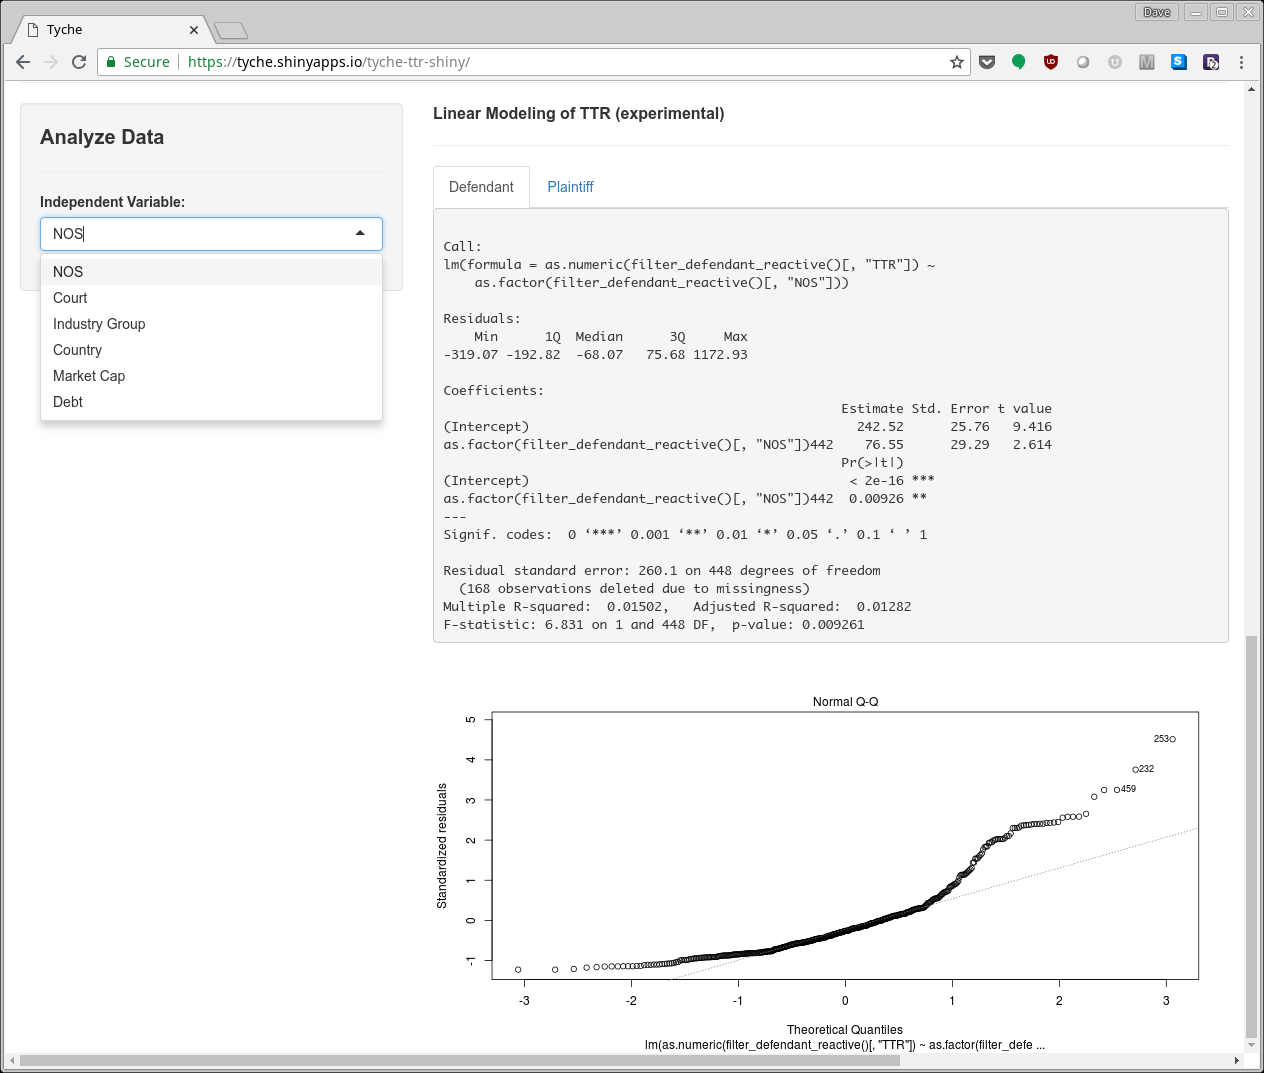 Dave
Tyche
Secure
https://tyche.shinyapps.io/tyche-ttr-shiny/
Analyze Data
Independent Variable:
NOS
NOS
Court
Industry Group
Country
Market Cap
Debt
Linear Modeling of TTR (experimental)
Defendant Plaintiff
Call:
lm(formula = as.numeric(filter_defendant_reactive()[, "TTR"]) ~
    as.factor(filter_defendant_reactive()[, "NOS"]))
Residuals:
    Min      1Q  Median      3Q     Max
-319.07 -192.82  -68.07   75.68 1172.93
Coefficients:
                                                   Estimate Std. Error t value
(Intercept)                                          242.52      25.76   9.416
as.factor(filter_defendant_reactive()[, "NOS"])442    76.55      29.29   2.614
                                                   Pr(>|t|)
(Intercept)                                         < 2e-16 ***
as.factor(filter_defendant_reactive()[, "NOS"])442  0.00926 **
---
Signif. codes:  0 ‘***’ 0.001 ‘**’ 0.01 ‘*’ 0.05 ‘.’ 0.1 ‘ ’ 1
Residual standard error: 260.1 on 448 degrees of freedom
  (168 observations deleted due to missingness)
Multiple R-squared:  0.01502,   Adjusted R-squared:  0.01282
F-statistic: 6.831 on 1 and 448 DF,  p-value: 0.009261
Normal Q-Q
Standardized residuals
5
4
3
2
1
0
-1
253
232
459
-3 -2 -1 0 1 2 3
Theoretical Quantiles
lm(as.numeric(filter_defendant_reactive()[, "TTR"]) ~ as.factor(filter_defe ...